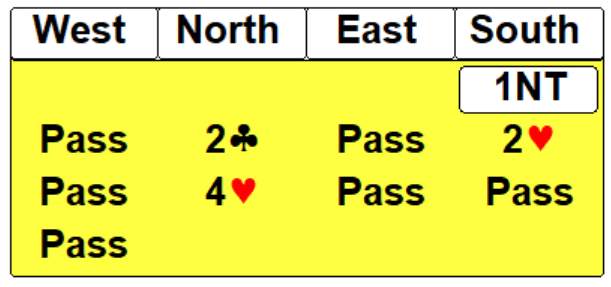 West North East South
1NT
Pass 2♣ Pass 2♥
Pass 4♥ Pass Pass
Pass